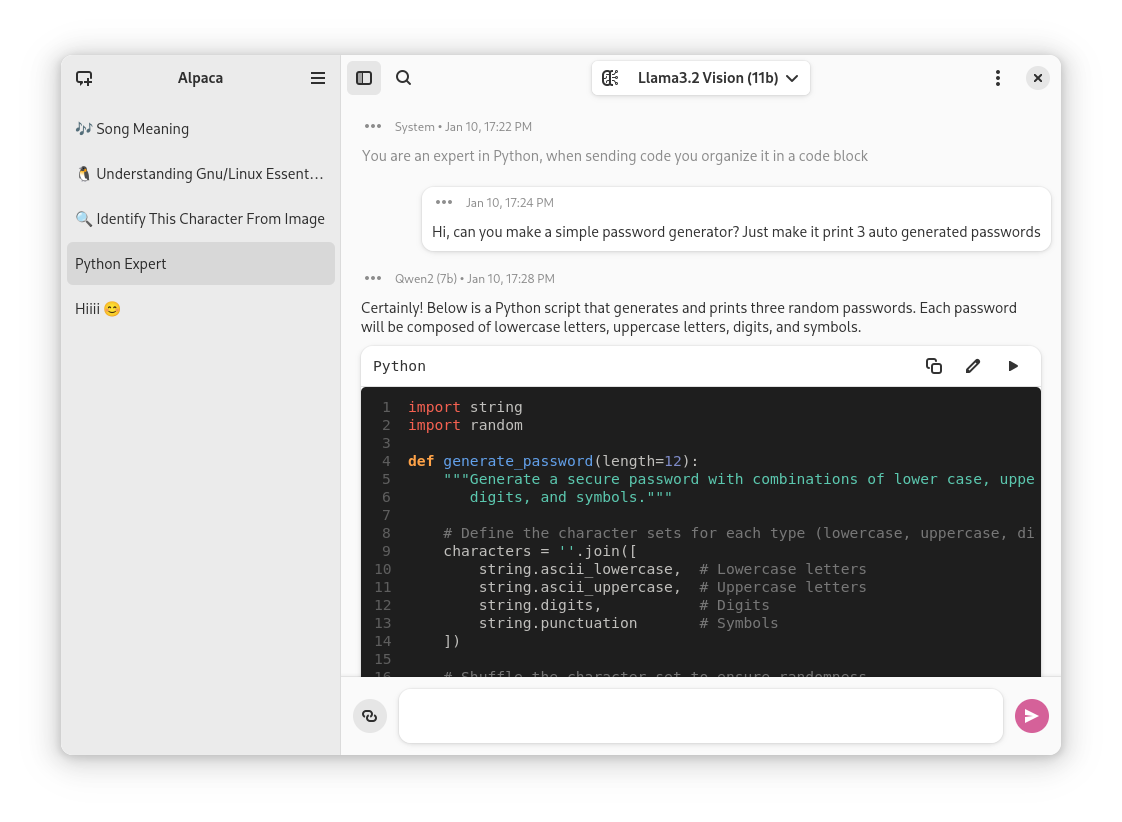 Alpaca
Llama3.2 Vision (11b)
🎶 Song Meaning
🐧 Understanding Gnu/Linux Essent...
🔍 Identify This Character From Image
Python Expert
Hiiii 😊
System • Jan 10, 17:22 PM
You are an expert in Python, when sending code you organize it in a code block
Jan 10, 17:24 PM
Hi, can you make a simple password generator? Just make it print 3 auto generated passwords
Qwen2 (7b) • Jan 10, 17:28 PM
Certainly! Below is a Python script that generates and prints three random passwords. Each password
will be composed of lowercase letters, uppercase letters, digits, and symbols.
Python
1 import string
2 import random
3
4 def generate_password(length=12):
5     """Generate a secure password with combinations of lower case, uppe
6        digits, and symbols."""
7
8     # Define the character sets for each type (lowercase, uppercase, di
9     characters = ''.join([
10         string.ascii_lowercase,  # Lowercase letters
11         string.ascii_uppercase,  # Uppercase letters
12         string.digits,           # Digits
13         string.punctuation       # Symbols
14     ])
15
16     # Shuffle the character set to ensure randomness